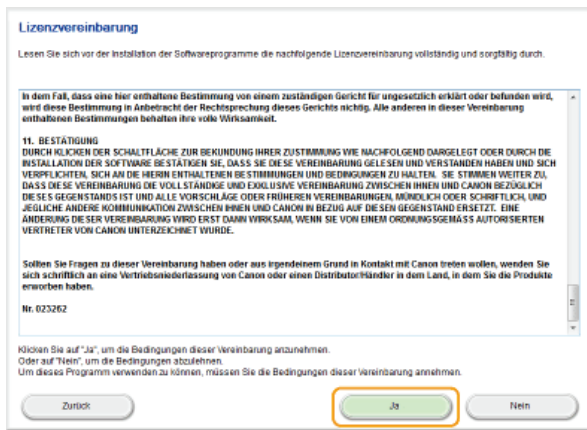 Lizenzvereinbarung
Lesen Sie sich vor der Installation der Softwareprogramme die nachfolgende Lizenzvereinbarung vollständig und sorgfältig durch.
In dem Fall, dass eine hier enthaltene Bestimmung von einem zuständigen Gericht für ungesetzlich erklärt oder befunden wird,
wird diese Bestimmung in Anbetracht der Rechtsprechung dieses Gerichts nichtig. Alle anderen in dieser Vereinbarung
enthaltenen Bestimmungen behalten ihre volle Wirksamkeit.
11. BESTÄTIGUNG
DURCH KLICKEN DER SCHALTFLÄCHE ZUR BEKUNDUNG IHRER ZUSTIMMUNG WIE NACHFOLGEND DARGELEGT ODER DURCH DIE
INSTALLATION DER SOFTWARE BESTÄTIGEN SIE, DASS SIE DIESE VEREINBARUNG GELESEN UND VERSTANDEN HABEN UND SICH
VERPFLICHTEN, SICH AN DIE HIERIN ENTHALTENEN BESTIMMUNGEN UND BEDINGUNGEN ZU HALTEN. SIE STIMMEN WEITER ZU,
DASS DIESE VEREINBARUNG DIE VOLLSTÄNDIGE UND EXKLUSIVE VEREINBARUNG ZWISCHEN IHNEN UND CANON BEZÜGLICH
DIESES GEGENSTANDS IST UND ALLE VORSCHLÄGE ODER FRÜHEREN VEREINBARUNGEN, MÜNDLICH ODER SCHRIFTLICH, UND
JEGLICHE ANDERE KOMMUNIKATION ZWISCHEN IHNEN UND CANON IN BEZUG AUF DIESEN GEGENSTAND ERSETZT. EINE
ÄNDERUNG DIESER VEREINBARUNG WIRD ERST DANN WIRKSAM, WENN SIE VON EINEM ORDNUNGSGEMÄSS AUTORISIERTEN
VERTRETER VON CANON UNTERZEICHNET WURDE.
Sollten Sie Fragen zu dieser Vereinbarung haben oder aus irgendeinem Grund in Kontakt mit Canon treten wollen, wenden Sie
sich schriftlich an eine Vertriebsniederlassung von Canon oder einen Distributor/Händler in dem Land, in dem Sie die Produkte
erworben haben.
Nr. 023262
Klicken Sie auf "Ja", um die Bedingungen dieser Vereinbarung anzunehmen.
Oder auf "Nein", um die Bedingungen abzulehnen.
Um dieses Programm verwenden zu können, müssen Sie die Bedingungen dieser Vereinbarung annehmen.
Zurück Ja Nein